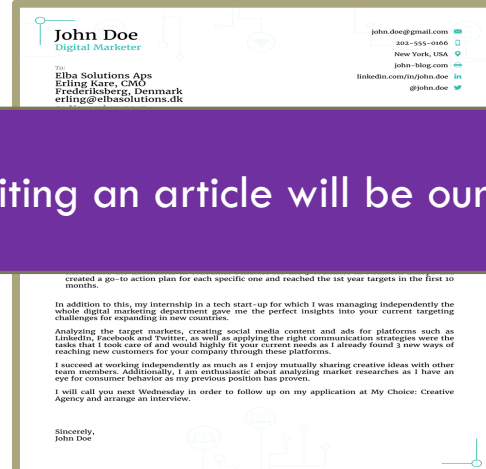 John Doe
Digital Marketer
john.doe@gmail.com
202-555-0166
New York, USA
john-blog.com
linkedin.com/in/john.doe
@john.doe
To:
Elba Solutions Aps
Erling Kare, CMO
Frederiksberg, Denmark
erling@elbasolutions.dk
iting an article will be our
created a go-to action plan for each specific one and reached the 1st year targets in the first 10
months.
In addition to this, my internship in a tech start-up for which I was managing independently the
whole digital marketing department gave me the perfect insights into your current targeting
challenges for expanding in new countries.
Analyzing the target markets, creating social media content and ads for platforms such as
LinkedIn, Facebook and Twitter, as well as applying the right communication strategies were the
tasks that I took care of and would highly fit your current needs as I already found 3 new ways of
reaching new customers for your company through these platforms.
I succeed at working independently as much as I enjoy mutually sharing creative ideas with other
team members. Additionally, I am enthusiastic about analyzing market researches as I have an
eye for consumer behavior as my previous position has proven.
I will call you next Wednesday in order to follow up on my application at My Choice: Creative
Agency and arrange an interview.
Sincerely,
John Doe